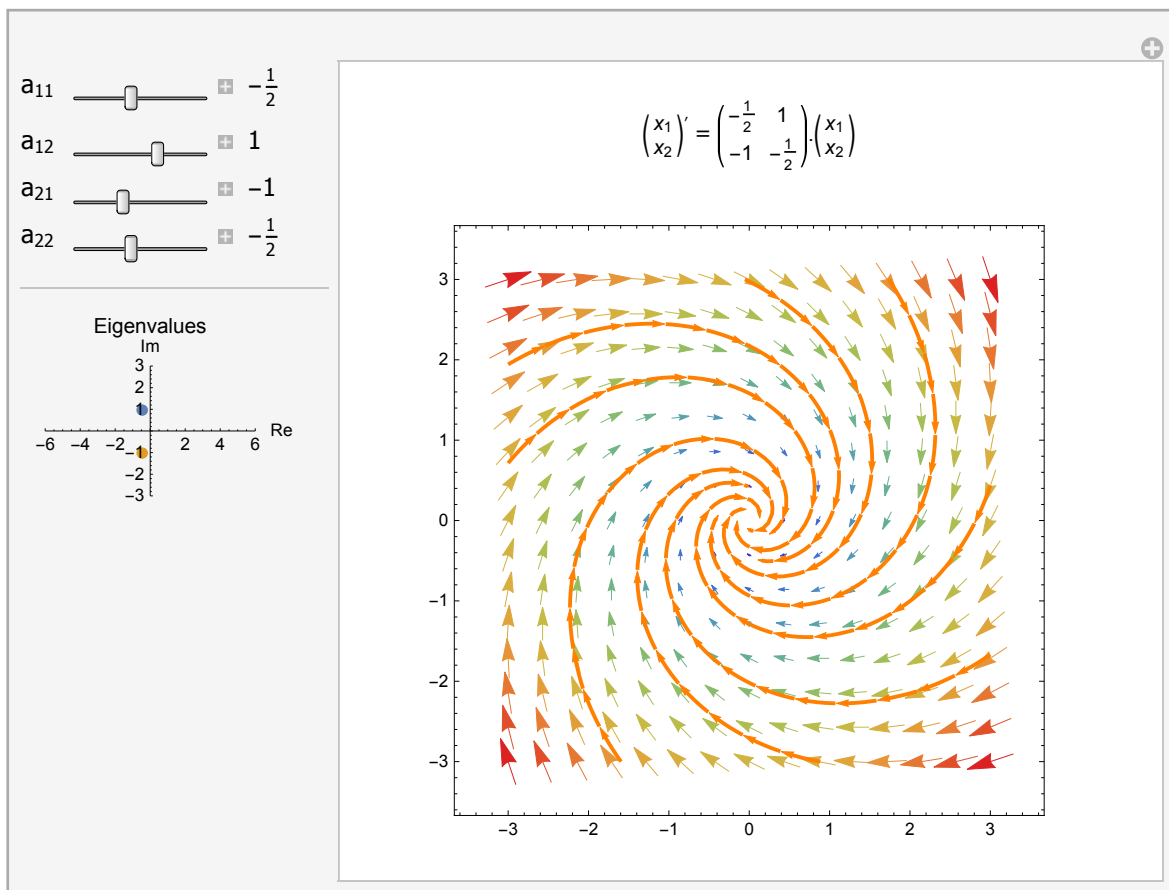 a11 −1/2
a12 1
a21 −1
a22 −1/2
Eigenvalues
Im
3
2
1
−6 −4 −2 2 4 6 Re
−1
−2
−3
(x1 x2)′ = (−1/2 1 −1 −1/2).(x1 x2)
3
2
1
0
−1
−2
−3
−3 −2 −1 0 1 2 3